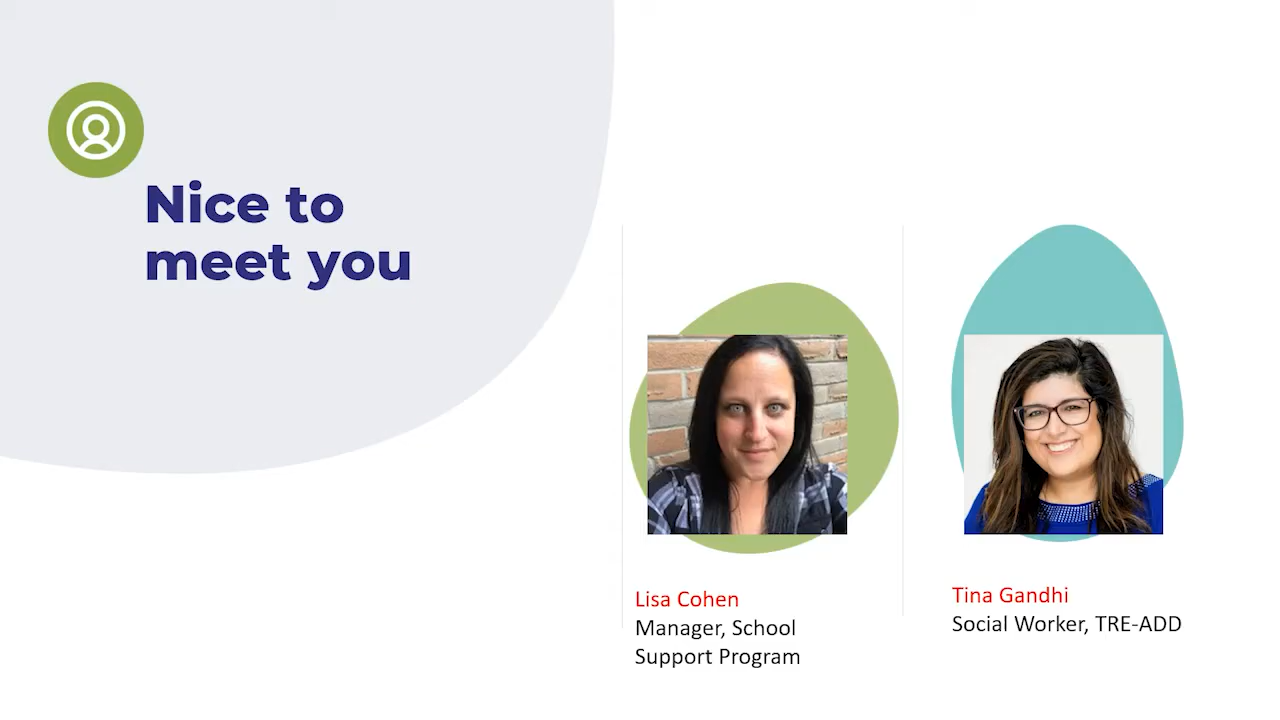 Nice to
meet you
Lisa Cohen
Manager, School
Support Program
Tina Gandhi
Social Worker, TRE-ADD